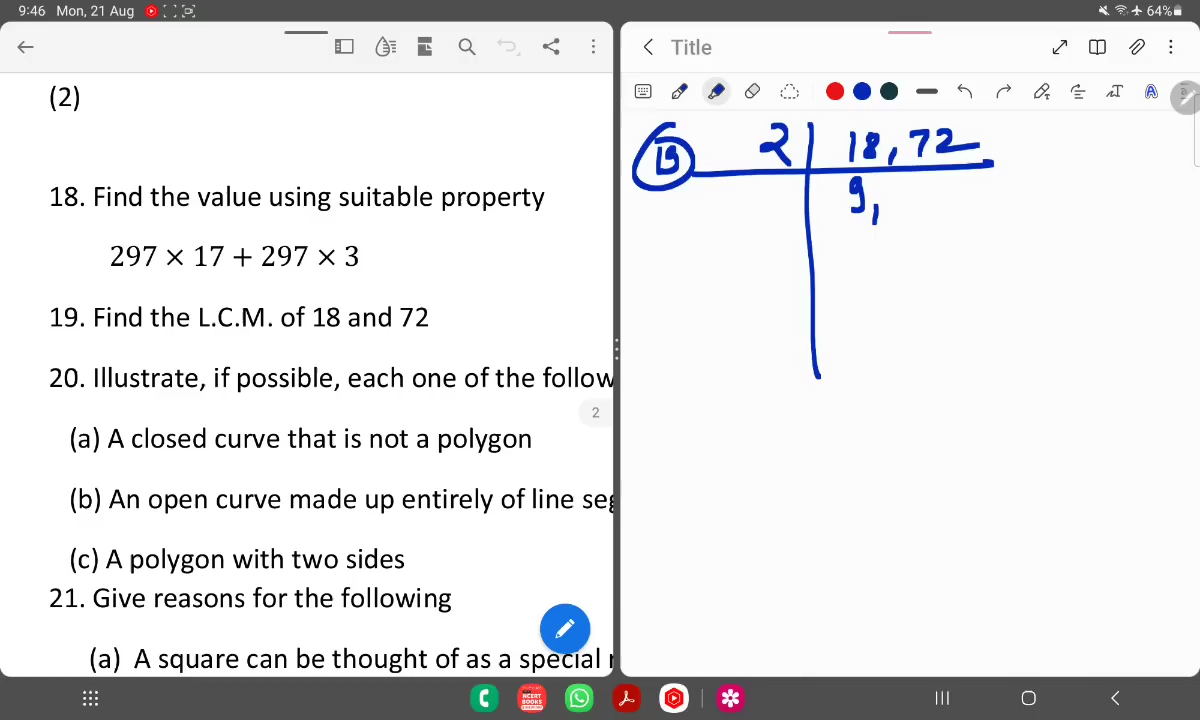 9:46 Mon, 21 Aug
64%
Title
(2)
18. Find the value using suitable property
297 × 17 + 297 × 3
19. Find the L.C.M. of 18 and 72
20. Illustrate, if possible, each one of the follow
2
(a) A closed curve that is not a polygon
(b) An open curve made up entirely of line seg
(c) A polygon with two sides
21. Give reasons for the following
(a) A square can be thought of as a special r
19 2 18, 72
9,
NCERT
BOOKS